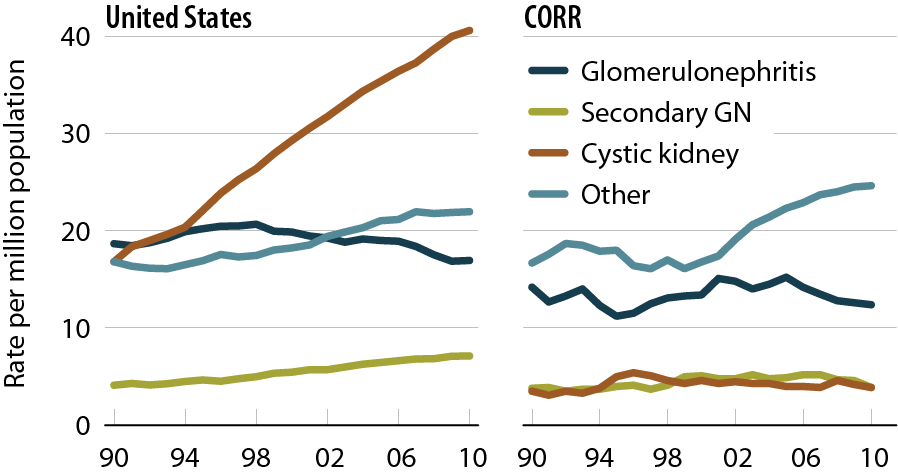 United States
CORR
Rate per million population
40
30
20
10
0
Glomerulonephritis
Secondary GN
Cystic kidney
Other
90 94 98 02 06 10
90 94 98 02 06 10